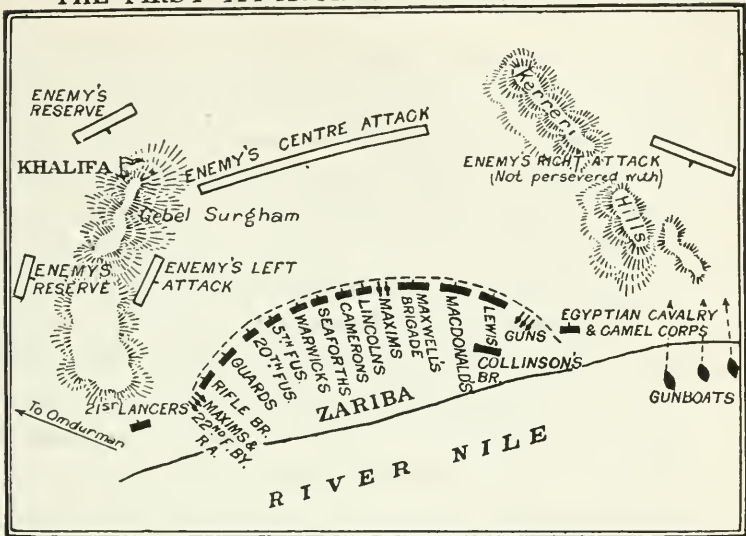 ENEMY'S
RESERVE
KHALIFA
ENEMY'S CENTRE ATTACK
Gebel Surgham
ENEMY'S
RESERVE
ENEMY'S LEFT
ATTACK
Kerreri
Hills
ENEMY'S RIGHT ATTACK
(Not persevered with)
To Omdurman
21ST LANCERS
MAXIMS &
22ND F. BY.
R.A.
RIFLE BR.
GUARDS
20TH FUS.
5TH FUS.
WARWICKS
SEAFORTHS
CAMERONS
LINCOLNS
MAXIMS
MAXWELL'S
BRIGADE
MACDONALD'S
LEWIS'
COLLINSON'S
BR.
GUNS
EGYPTIAN CAVALRY
& CAMEL CORPS
GUNBOATS
ZARIBA
RIVER NILE